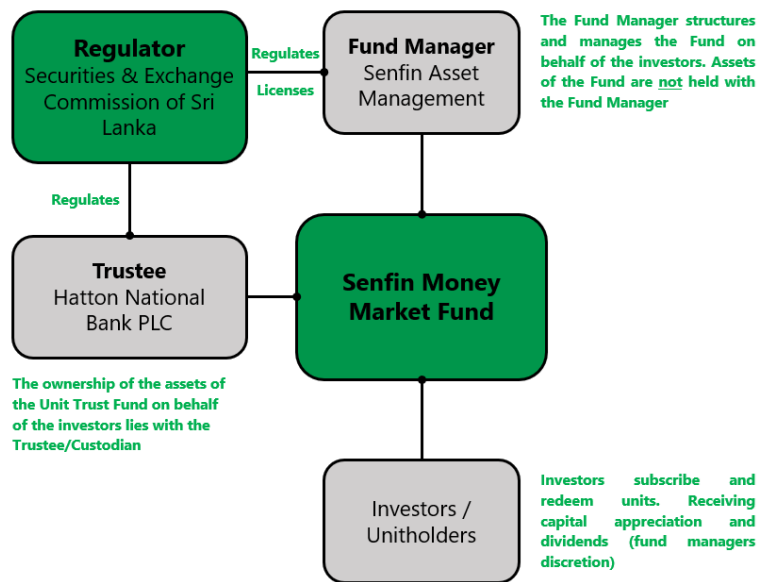 Regulator
Securities & Exchange
Commission of Sri
Lanka
Regulates
Licenses
Fund Manager
Senfin Asset
Management
The Fund Manager structures
and manages the Fund on
behalf of the investors. Assets
of the Fund are not held with
the Fund Manager
Regulates
Trustee
Hatton National
Bank PLC
Senfin Money
Market Fund
The ownership of the assets of
the Unit Trust Fund on behalf
of the investors lies with the
Trustee/Custodian
Investors /
Unitholders
Investors subscribe and
redeem units. Receiving
capital appreciation and
dividends (fund managers
discretion)